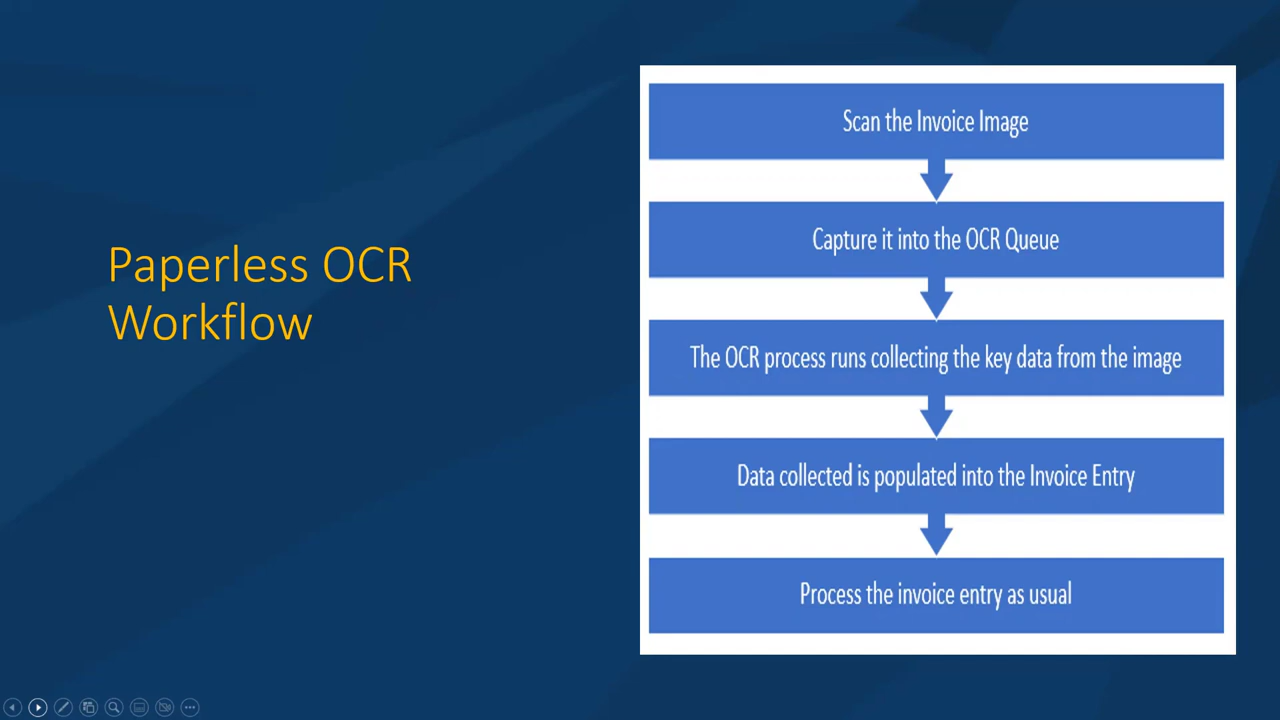 Paperless OCR
Workflow
Scan the Invoice Image
Capture it into the OCR Queue
The OCR process runs collecting the key data from the image
Data collected is populated into the Invoice Entry
Process the invoice entry as usual